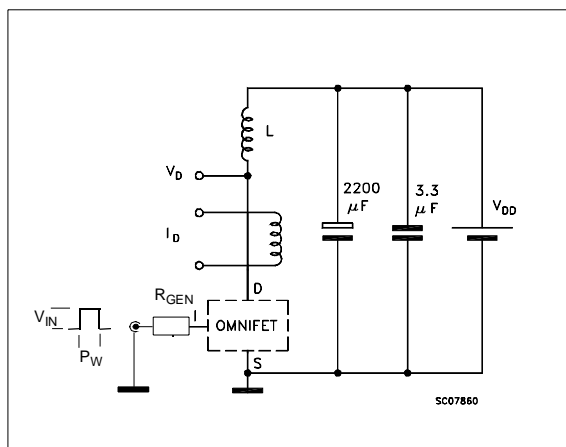 L
V_D
2200
µF
3.3
µF
V_DD
I_D
D
R_GEN
I
V_IN
OMNIFET
P_W
S
SC07860